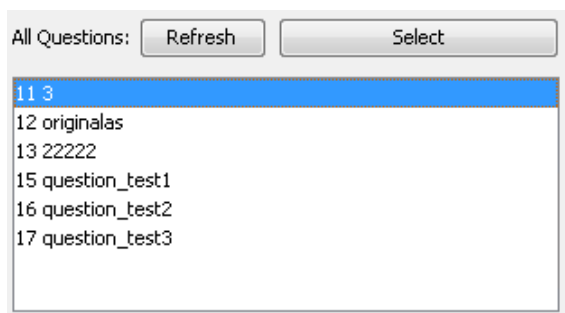 All Questions: Refresh Select
11 3
12 originalas
13 22222
15 question_test1
16 question_test2
17 question_test3